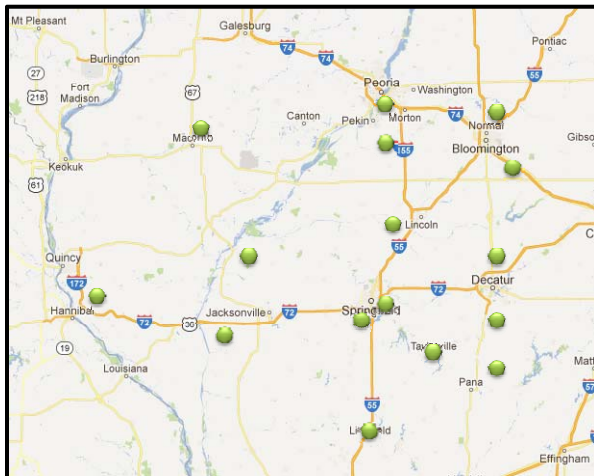 Mt Pleasant
Galesburg
74
74
Pontiac
55
Burlington
27
218
Fort
Madison
67
Peoria
Washington
Canton
Pekin
Morton
74
Normal
Bloomington
Macomb
155
Keokuk
61
Lincoln
55
Quincy
172
Hannibal
72
Jacksonville
72
Springfield
72
Decatur
19
Louisiana
Taylorville
Pana
55
Litchfield
57
Effingham